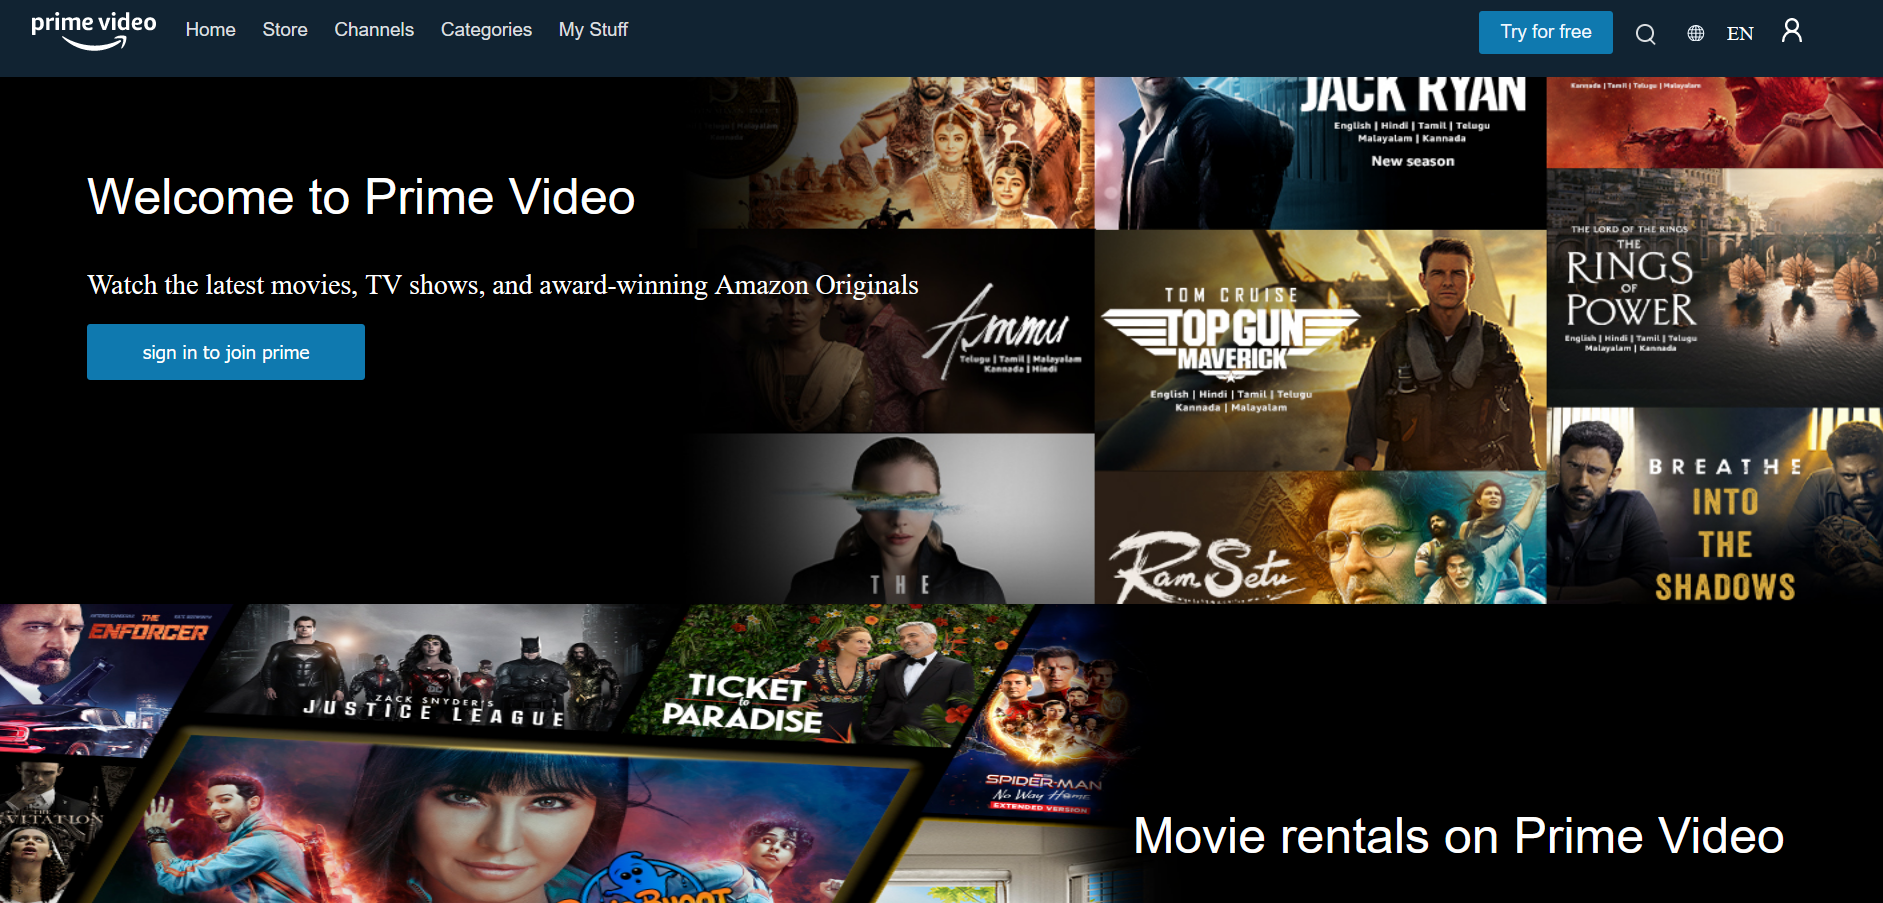 prime video
Home
Store
Channels
Categories
My Stuff
Try for free
EN
Welcome to Prime Video
Watch the latest movies, TV shows, and award-winning Amazon Originals
sign in to join prime
Telugu | Malayalam
Kannada
JACK RYAN
English | Hindi | Tamil | Telugu
Malayalam | Kannada
New season
Kannada | Tamil | Telugu | Malayalam
THE LORD OF THE RINGS
THE
RINGS
OF
POWER
English | Hindi | Tamil | Telugu
Malayalam | Kannada
Ammu
Telugu | Tamil | Malayalam
Kannada | Hindi
TOM CRUISE
TOP GUN
MAVERICK
English | Hindi | Tamil | Telugu
Kannada | Malayalam
BREATHE
INTO
THE
SHADOWS
THE
Ram Setu
THE
ENFORCER
ZACK SNYDER'S
JUSTICE LEAGUE
TICKET
to
PARADISE
SPIDER-MAN
No Way Home
EXTENDED VERSION
THE
Movie rentals on Prime Video